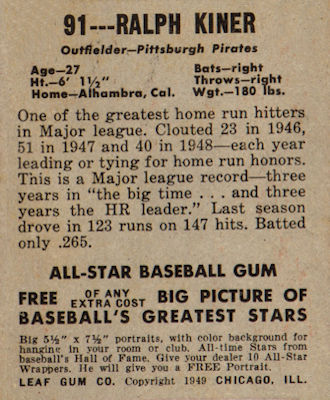 91---RALPH KINER
Outfielder—Pittsburgh Pirates
Age—27 Bats—right
Ht.—6' 1½" Throws—right
Home—Alhambra, Cal. Wgt.—180 lbs.
One of the greatest home run hitters
in Major league. Clouted 23 in 1946,
51 in 1947 and 40 in 1948—each year
leading or tying for home run honors.
This is a Major league record—three
years in "the big time . . . and three
years the HR leader." Last season
drove in 123 runs on 147 hits. Batted
only .265.
ALL-STAR BASEBALL GUM
FREE OF ANY EXTRA COST BIG PICTURE OF
BASEBALL'S GREATEST STARS
Big 5½" x 7½" portraits, with color background for
hanging in your room or club. All-time Stars from
baseball's Hall of Fame. Give your dealer 10 All-Star
Wrappers. He will give you a FREE Portrait.
LEAF GUM CO. Copyright 1949 CHICAGO, ILL.